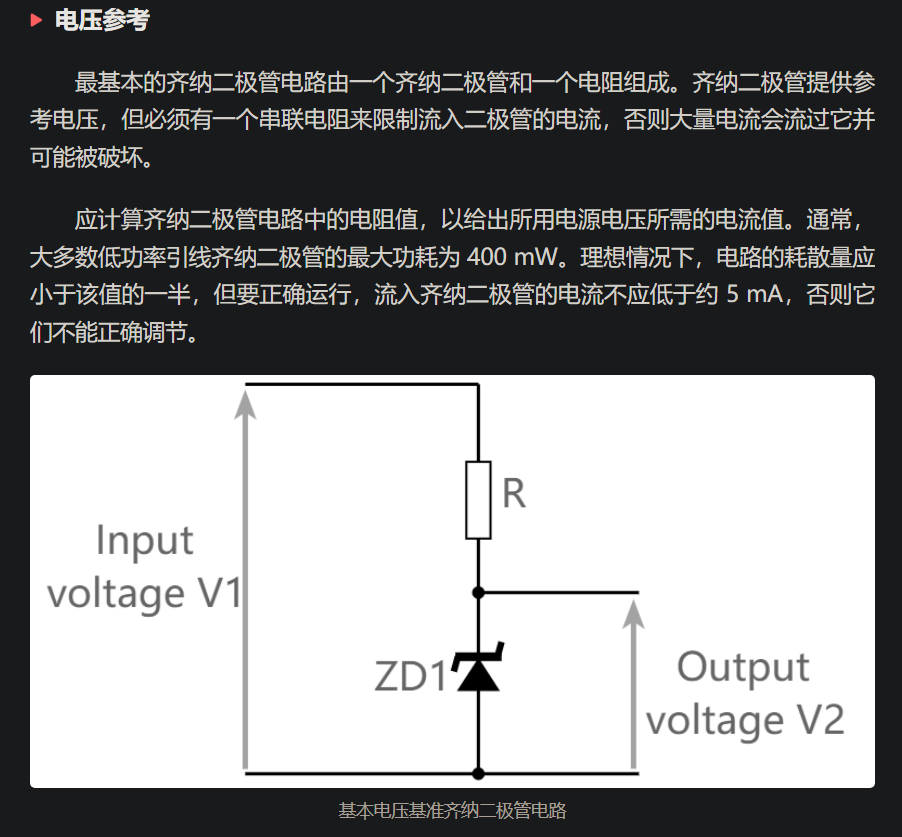 电压参考
最基本的齐纳二极管电路由一个齐纳二极管和一个电阻组成。齐纳二极管提供参
考电压，但必须有一个串联电阻来限制流入二极管的电流，否则大量电流会流过它并
可能被破坏。
应计算齐纳二极管电路中的电阻值，以给出所用电源电压所需的电流值。通常，
大多数低功率引线齐纳二极管的最大功耗为 400 mW。理想情况下，电路的耗散量应
小于该值的一半，但要正确运行，流入齐纳二极管的电流不应低于约 5 mA，否则它
们不能正确调节。
R
Input
voltage V1
ZD1
Output
voltage V2
基本电压基准齐纳二极管电路